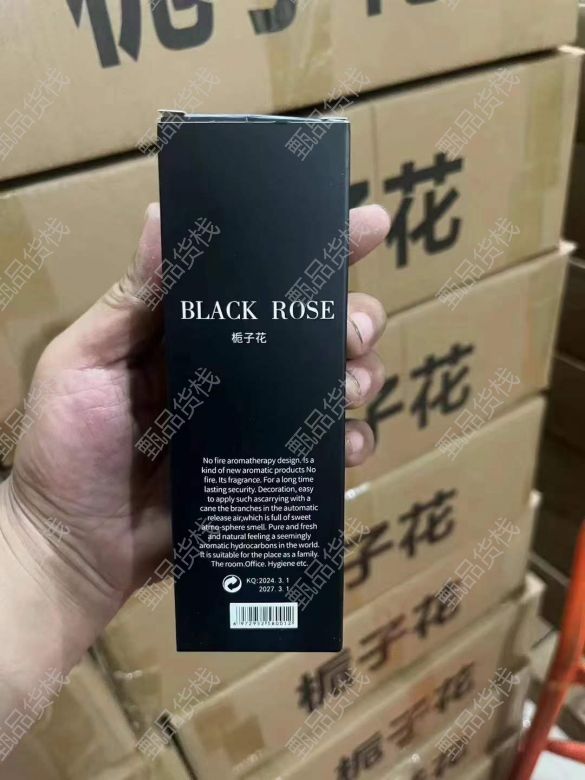 栀子花
子花
BLACK ROSE
栀子花
子花
No fire aromatherapy design. Is a
kind of new aromatic products No
fire. Its fragrance. For a long time
lasting security. Decoration, easy
to apply such ascarrying with a
cane the branches in the automatic
release air,which is full of sweet
atmo-sphere smell. Pure and fresh
and natural feeling a seemingly
aromatic hydrocarbons in the world.
It is suitable for the place as a family.
The room.Office. Hygiene etc.
KQ:2024. 3. 1
2027. 3. 1
子花
栀子花
栀子花
甄品货栈